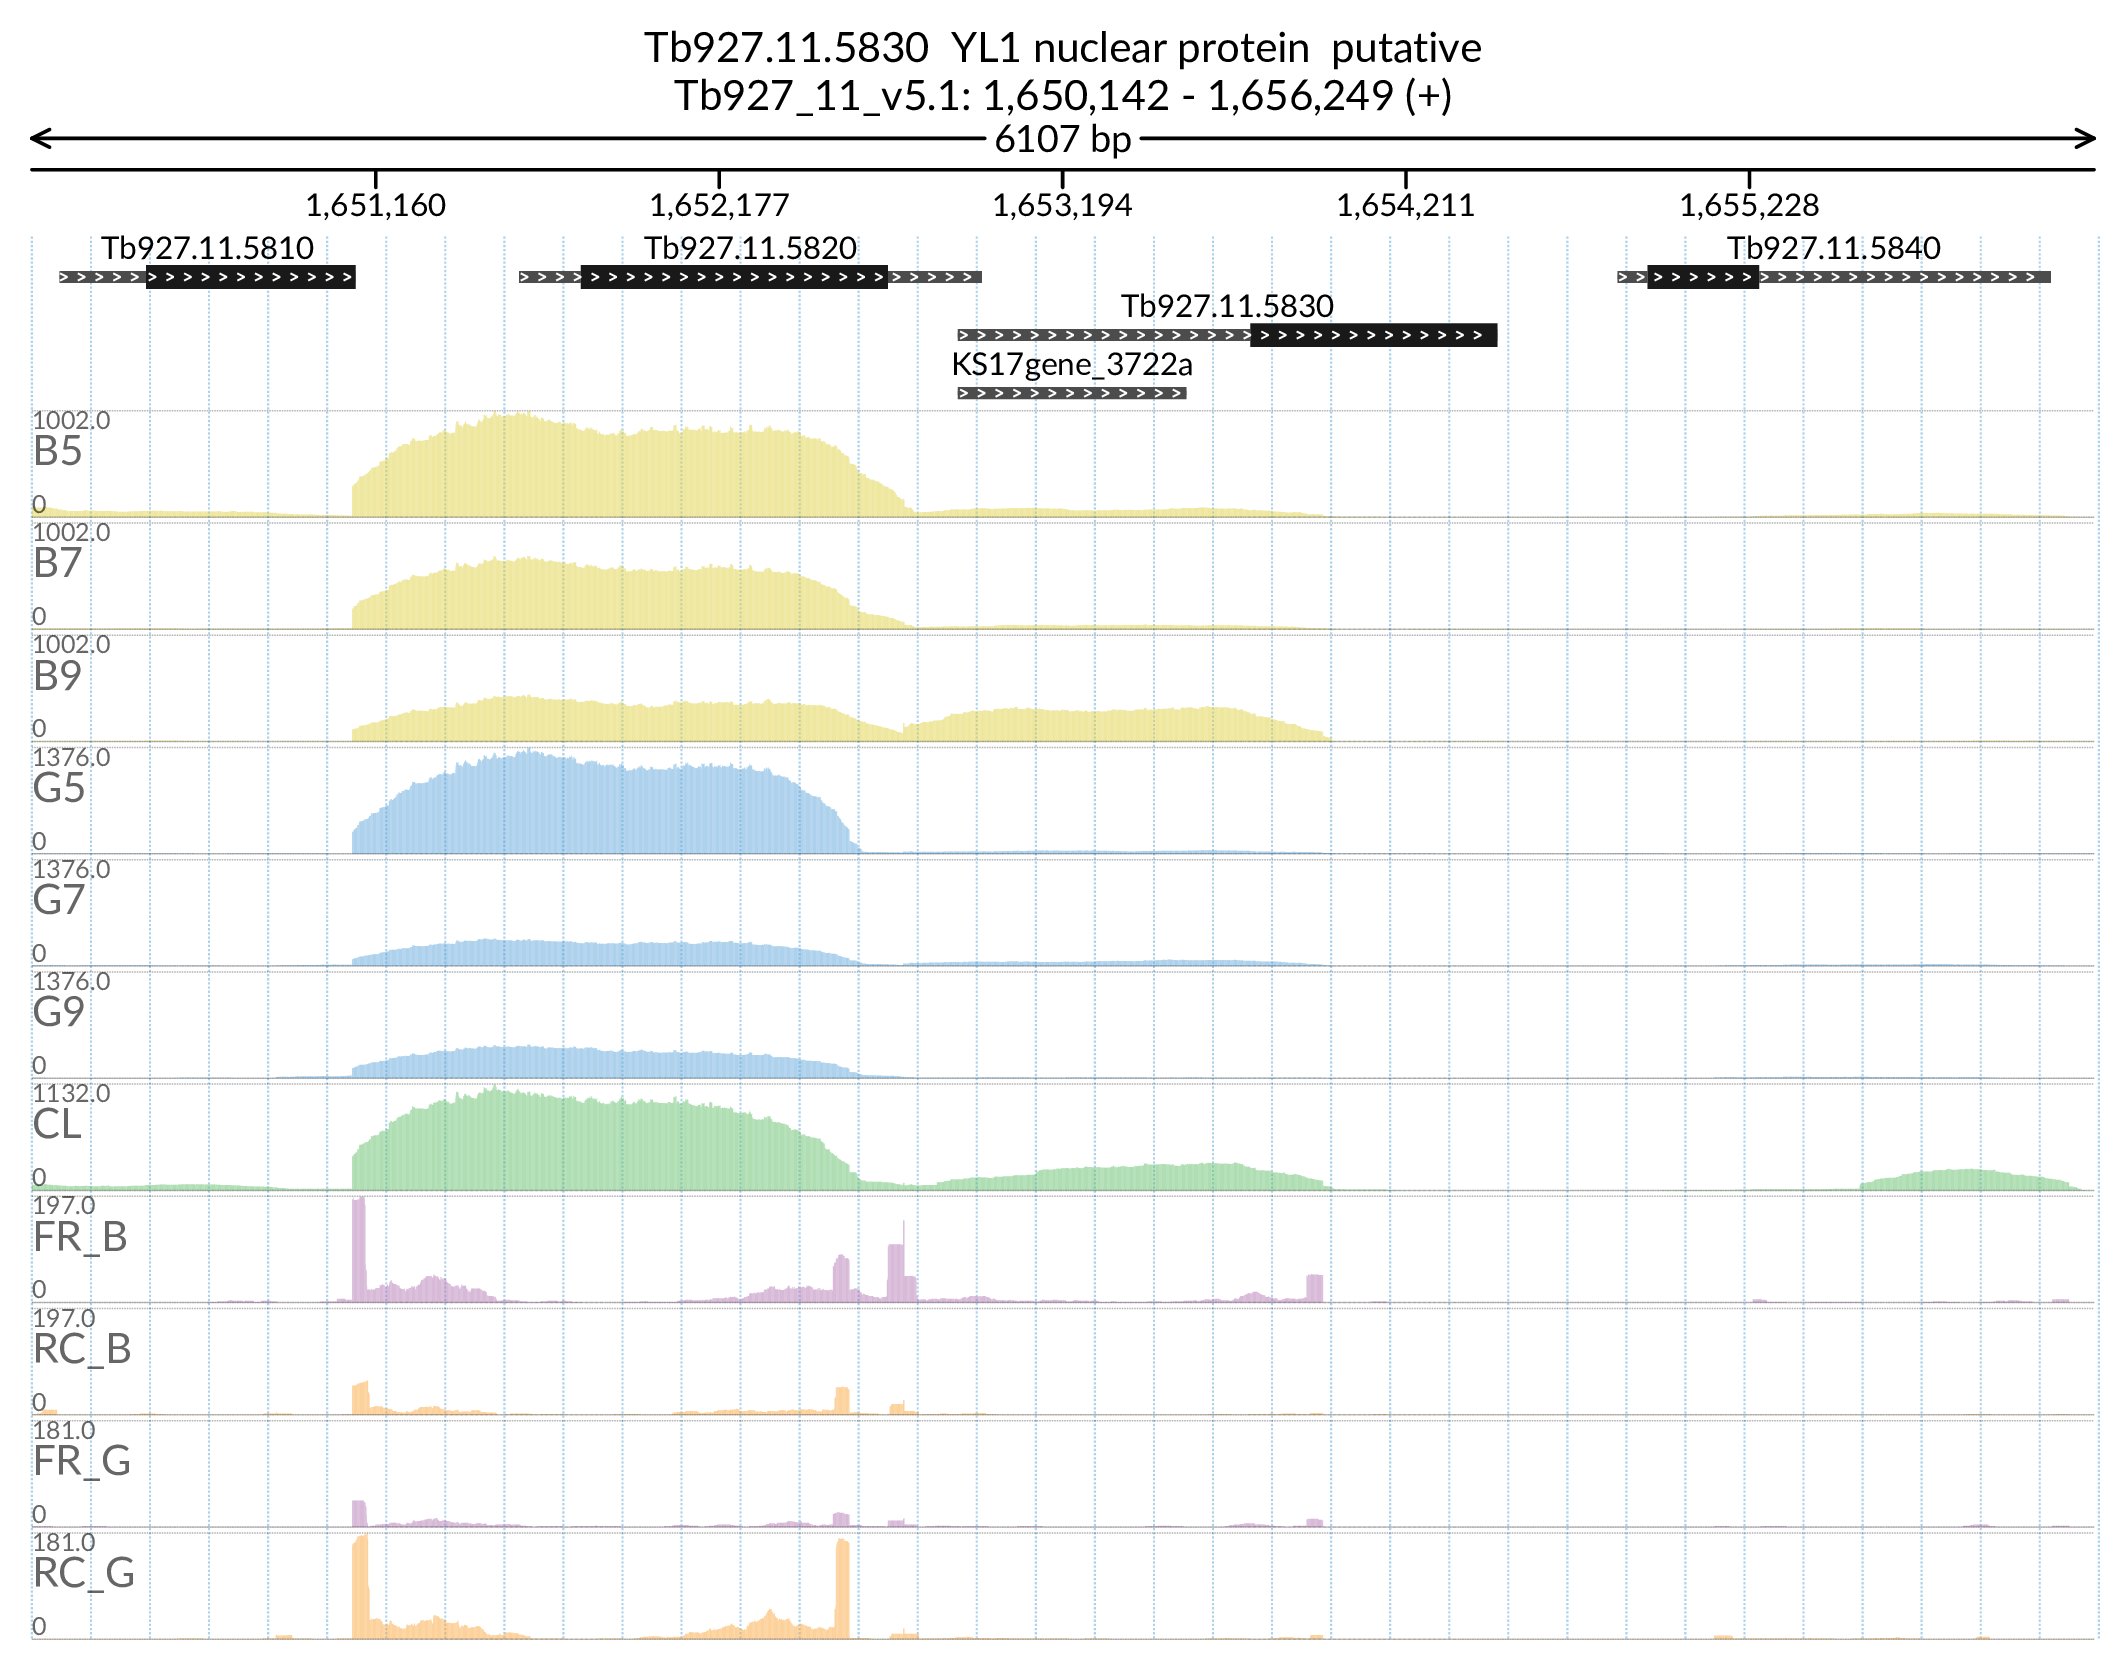 Tb927.11.5830 YL1 nuclear protein putative
Tb927_11_v5.1: 1,650,142 - 1,656,249 (+)
6107 bp
1,651,160 1,652,177 1,653,194 1,654,211 1,655,228
Tb927.11.5810 Tb927.11.5820 Tb927.11.5840
Tb927.11.5830
KS17gene_3722a
1002.0
B5
0
1002.0
B7
0
1002.0
B9
0
1376.0
G5
0
1376.0
G7
0
1376.0
G9
0
1132.0
CL
0
197.0
FR_B
0
197.0
RC_B
0
181.0
FR_G
0
181.0
RC_G
0